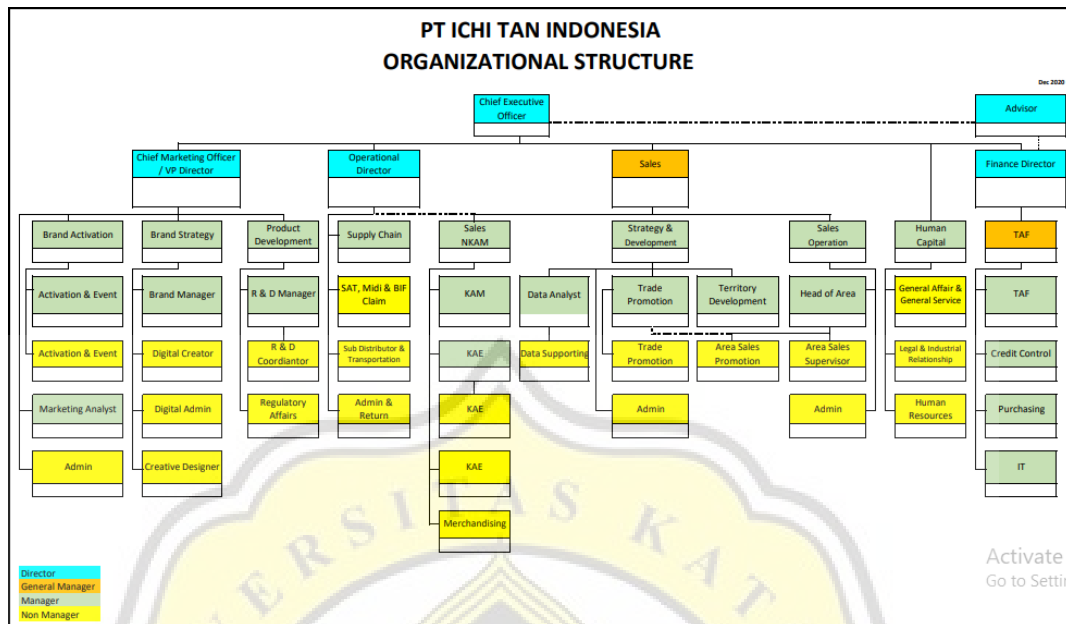 PT ICHI TAN INDONESIA
ORGANIZATIONAL STRUCTURE
Dec 2020
Chief Executive
Officer
Advisor
Chief Marketing Officer
/ VP Director
Operational
Director
Sales
Finance Director
Brand Activation
Brand Strategy
Product
Development
Supply Chain
Sales
NKAM
Strategy &
Development
Sales
Operation
Human
Capital
TAF
Activation & Event
Brand Manager
R & D Manager
SAT, Midi & BIF
Claim
KAM
Data Analyst
Trade
Promotion
Territory
Development
Head of Area
General Affair &
General Service
TAF
Activation & Event
Digital Creator
R & D
Coordiantor
Sub Distributor &
Transportation
KAE
Data Supporting
Trade
Promotion
Area Sales
Promotion
Area Sales
Supervisor
Legal & Industrial
Relationship
Credit Control
Marketing Analyst
Digital Admin
Regulatory
Affairs
Admin &
Return
KAE
Admin
Admin
Human
Resources
Purchasing
Admin
Creative Designer
KAE
IT
Merchandising
Director
General Manager
Manager
Non Manager
VERSITAS KAT
Activate
Go to Setti